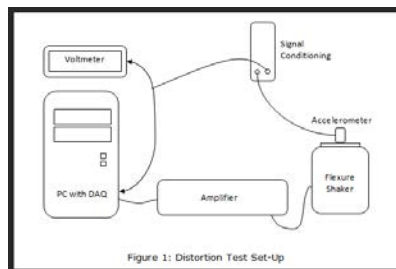 Voltmeter
Signal
Conditioning
Accelerometer
PC with DAQ
Amplifier
Flexure
Shaker
Figure 1: Distortion Test Set-Up